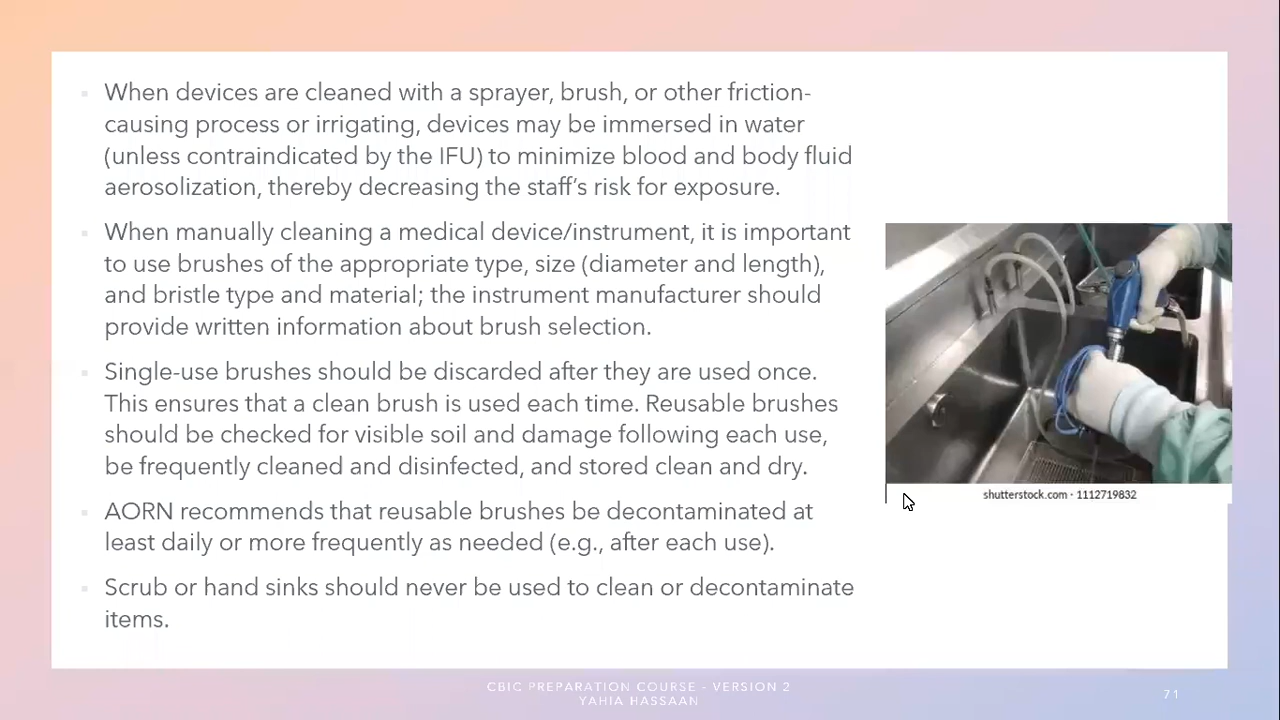 When devices are cleaned with a sprayer, brush, or other friction-
causing process or irrigating, devices may be immersed in water
(unless contraindicated by the IFU) to minimize blood and body fluid
aerosolization, thereby decreasing the staff's risk for exposure.
When manually cleaning a medical device/instrument, it is important
to use brushes of the appropriate type, size (diameter and length),
and bristle type and material; the instrument manufacturer should
provide written information about brush selection.
Single-use brushes should be discarded after they are used once.
This ensures that a clean brush is used each time. Reusable brushes
should be checked for visible soil and damage following each use,
be frequently cleaned and disinfected, and stored clean and dry.
AORN recommends that reusable brushes be decontaminated at
least daily or more frequently as needed (e.g., after each use).
Scrub or hand sinks should never be used to clean or decontaminate
items.
shutterstock.com · 1112719832
CBIC PREPARATION COURSE - VERSION 2
YAHIA HASSAAN
71